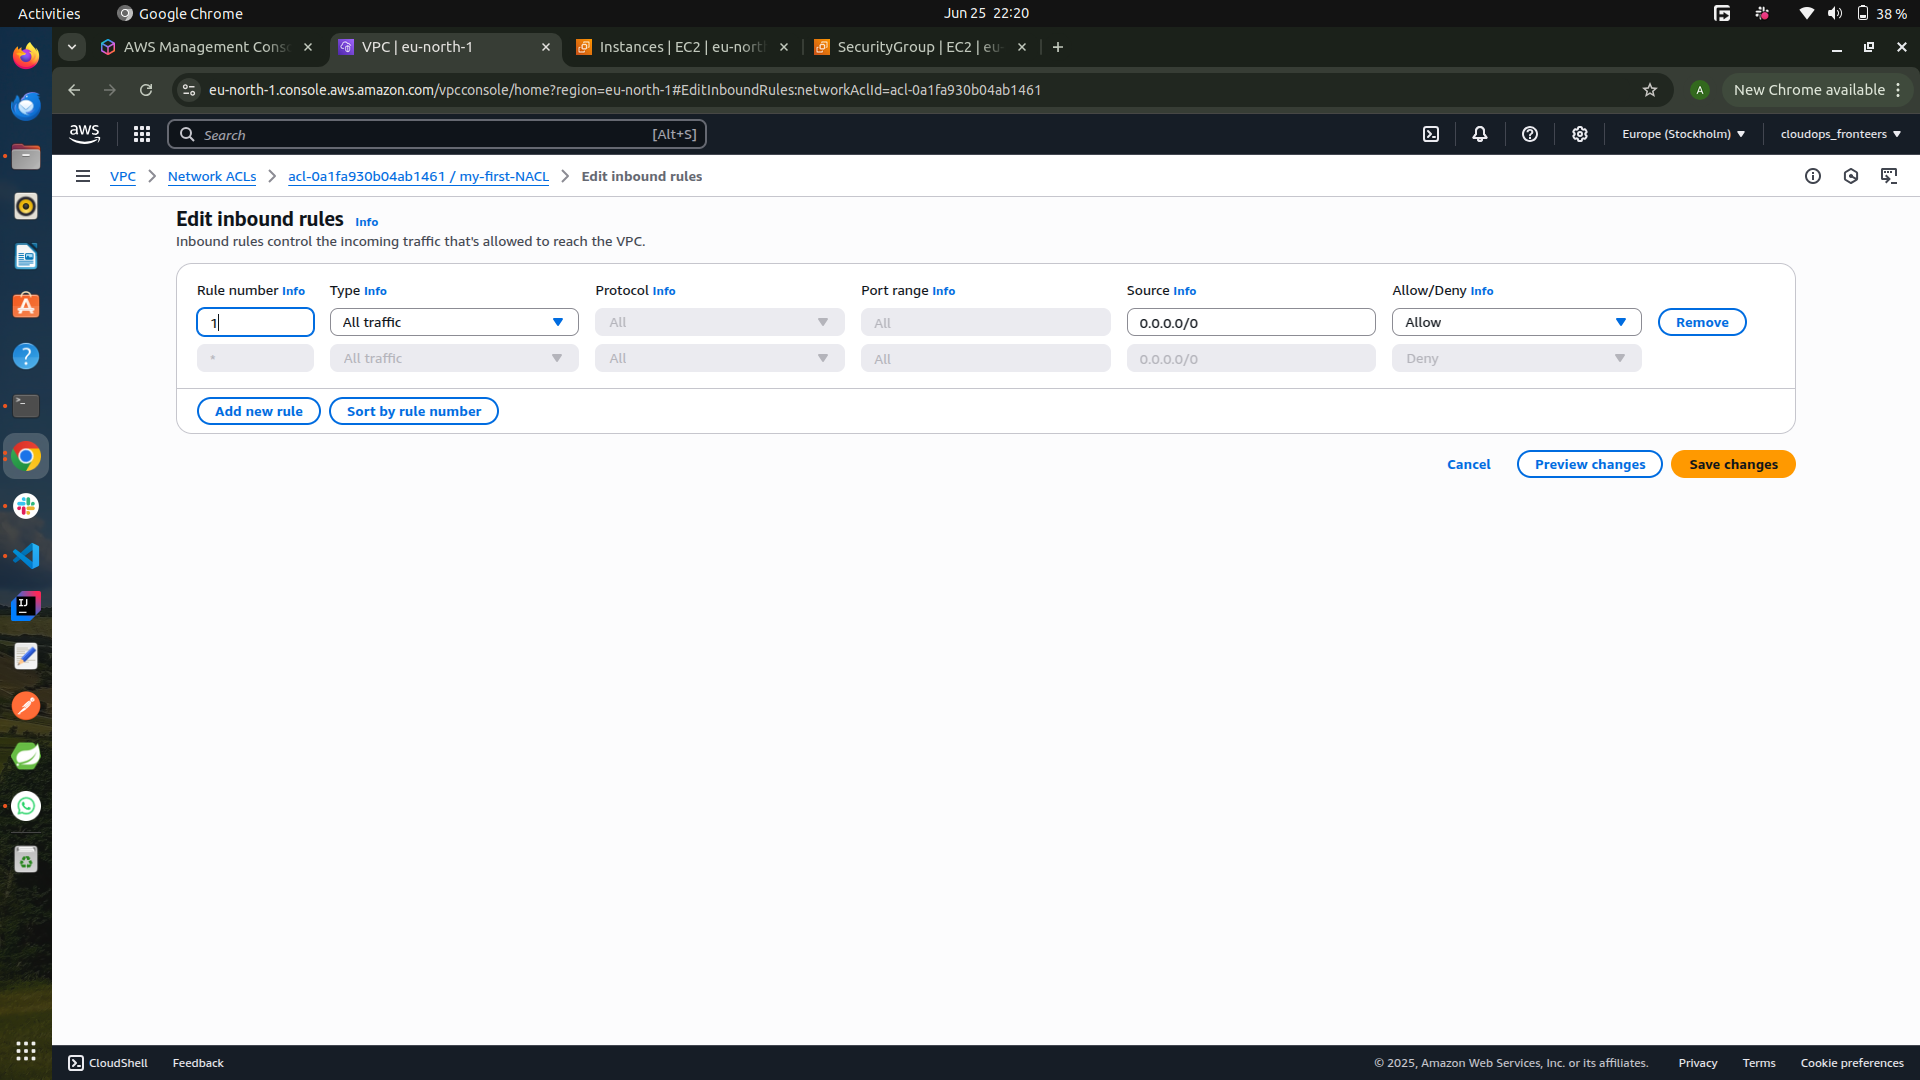 Activities
Google Chrome
Jun 25 22:20
38 %
AWS Management Conso
VPC | eu-north-1
Instances | EC2 | eu-nort
SecurityGroup | EC2 | eu-
eu-north-1.console.aws.amazon.com/vpcconsole/home?region=eu-north-1#EditInboundRules:networkAclId=acl-0a1fa930b04ab1461
A
New Chrome available
aws
Search
[Alt+S]
Europe (Stockholm)
cloudops_fronteers
VPC
Network ACLs
acl-0a1fa930b04ab1461 / my-first-NACL
Edit inbound rules
Edit inbound rules Info
Inbound rules control the incoming traffic that's allowed to reach the VPC.
Rule number Info
Type Info
Protocol Info
Port range Info
Source Info
Allow/Deny Info
1
All traffic
All
All
0.0.0.0/0
Allow
Remove
*
All traffic
All
All
0.0.0.0/0
Deny
Add new rule
Sort by rule number
Cancel
Preview changes
Save changes
IJ
CloudShell
Feedback
© 2025, Amazon Web Services, Inc. or its affiliates.
Privacy
Terms
Cookie preferences